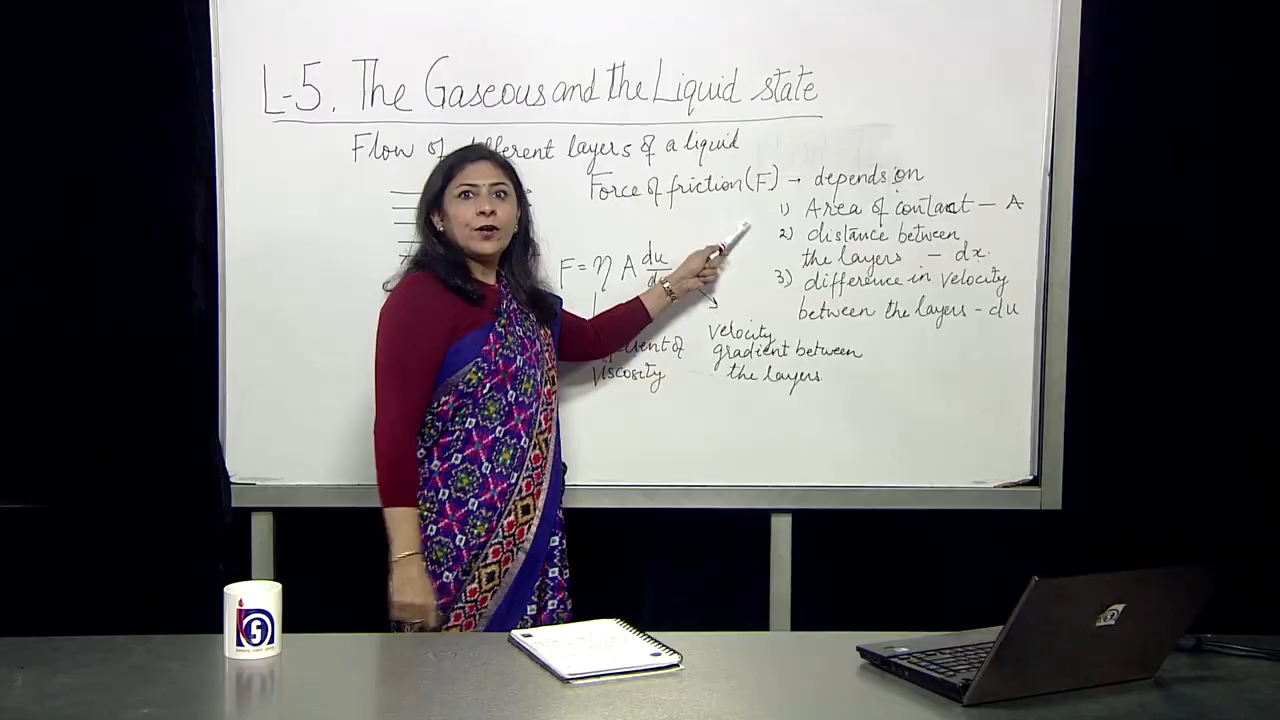 L-5. The Gaseous and the Liquid state
Flow of different layers of a liquid
Force of friction (F) → depends on
1) Area of contact - A
2) distance between
the layers - dx.
3) difference in velocity
between the layers - du
F = η A du
velocity
gradient between
the layers.
of
viscosity